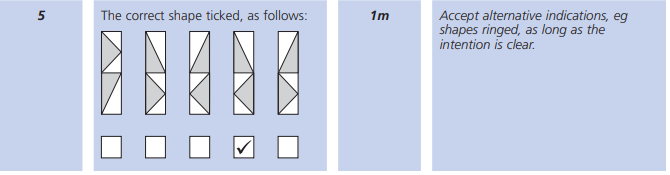 5
The correct shape ticked, as follows:
1m
Accept alternative indications, eg
shapes ringed, as long as the
intention is clear.